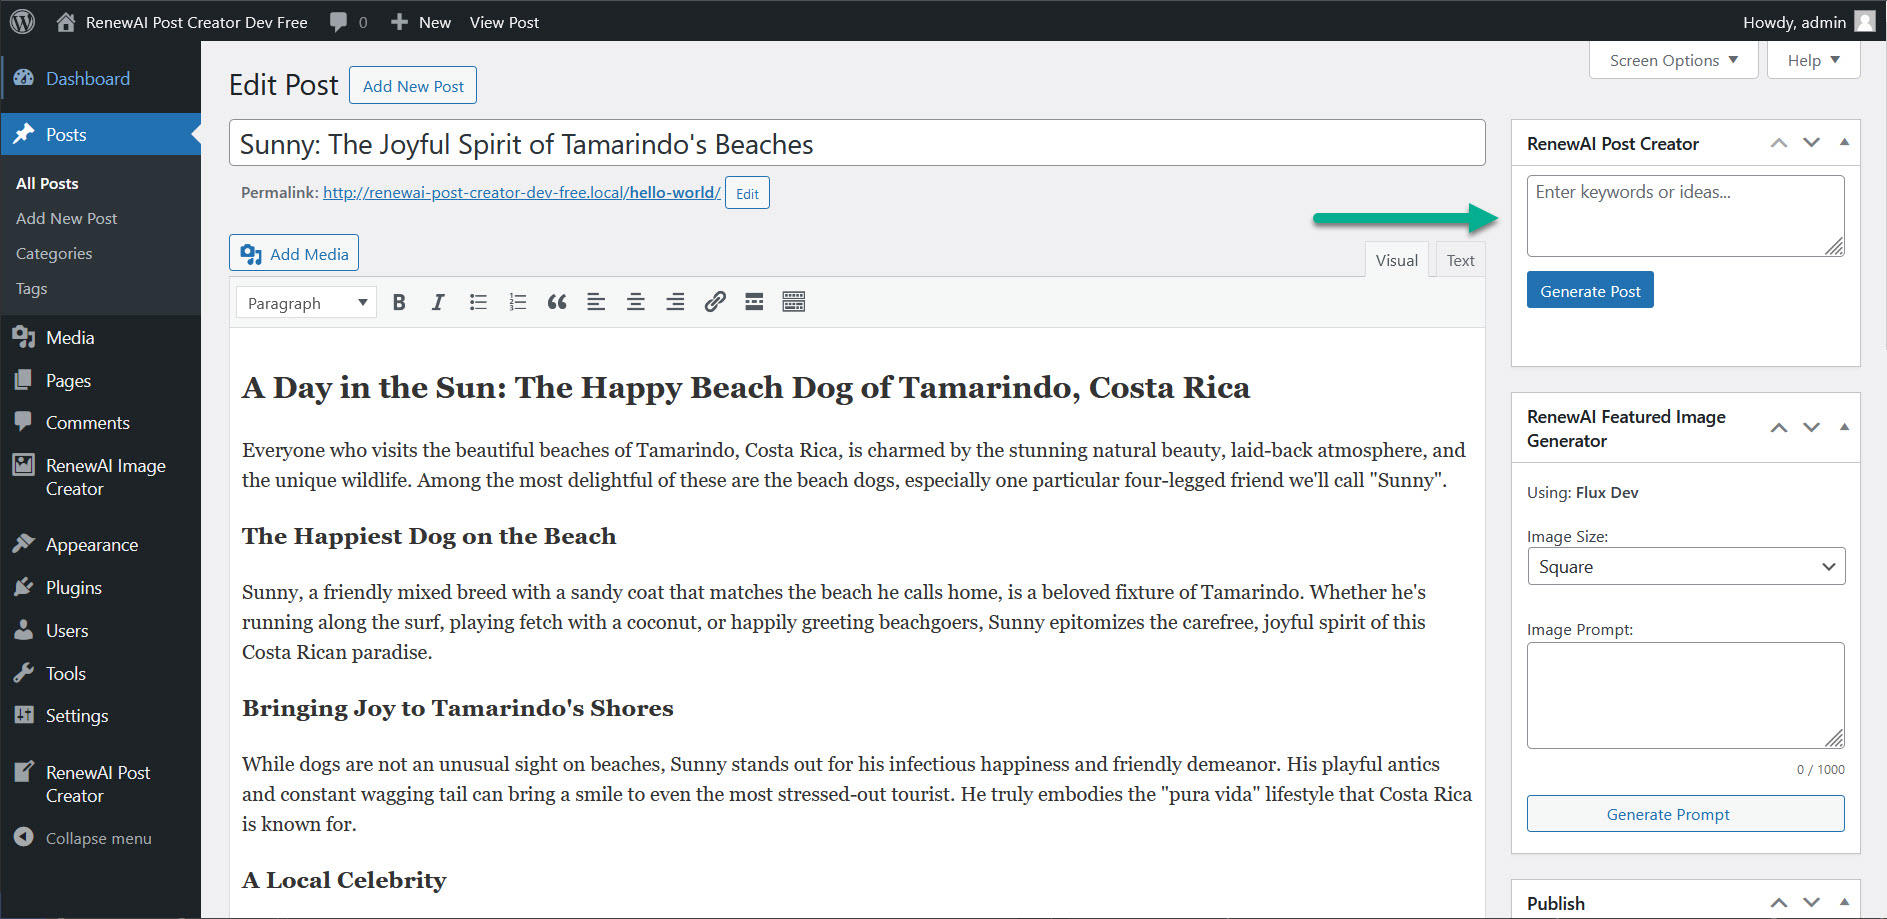 RenewAI Post Creator Dev Free 0 New View Post Howdy, admin
Dashboard
Posts
All Posts
Add New Post
Categories
Tags
Media
Pages
Comments
RenewAI Image
Creator
Appearance
Plugins
Users
Tools
Settings
RenewAI Post
Creator
Collapse menu
Screen Options Help
Edit Post Add New Post
Sunny: The Joyful Spirit of Tamarindo's Beaches
Permalink: http://renewai-post-creator-dev-free.local/hello-world/ Edit
Add Media
Visual Text
Paragraph
A Day in the Sun: The Happy Beach Dog of Tamarindo, Costa Rica
Everyone who visits the beautiful beaches of Tamarindo, Costa Rica, is charmed by the stunning natural beauty, laid-back atmosphere, and
the unique wildlife. Among the most delightful of these are the beach dogs, especially one particular four-legged friend we'll call "Sunny".
The Happiest Dog on the Beach
Sunny, a friendly mixed breed with a sandy coat that matches the beach he calls home, is a beloved fixture of Tamarindo. Whether he's
running along the surf, playing fetch with a coconut, or happily greeting beachgoers, Sunny epitomizes the carefree, joyful spirit of this
Costa Rican paradise.
Bringing Joy to Tamarindo's Shores
While dogs are not an unusual sight on beaches, Sunny stands out for his infectious happiness and friendly demeanor. His playful antics
and constant wagging tail can bring a smile to even the most stressed-out tourist. He truly embodies the "pura vida" lifestyle that Costa Rica
is known for.
A Local Celebrity
RenewAI Post Creator
Enter keywords or ideas...
Generate Post
RenewAI Featured Image
Generator
Using: Flux Dev
Image Size:
Square
Image Prompt:
0 / 1000
Generate Prompt
Publish